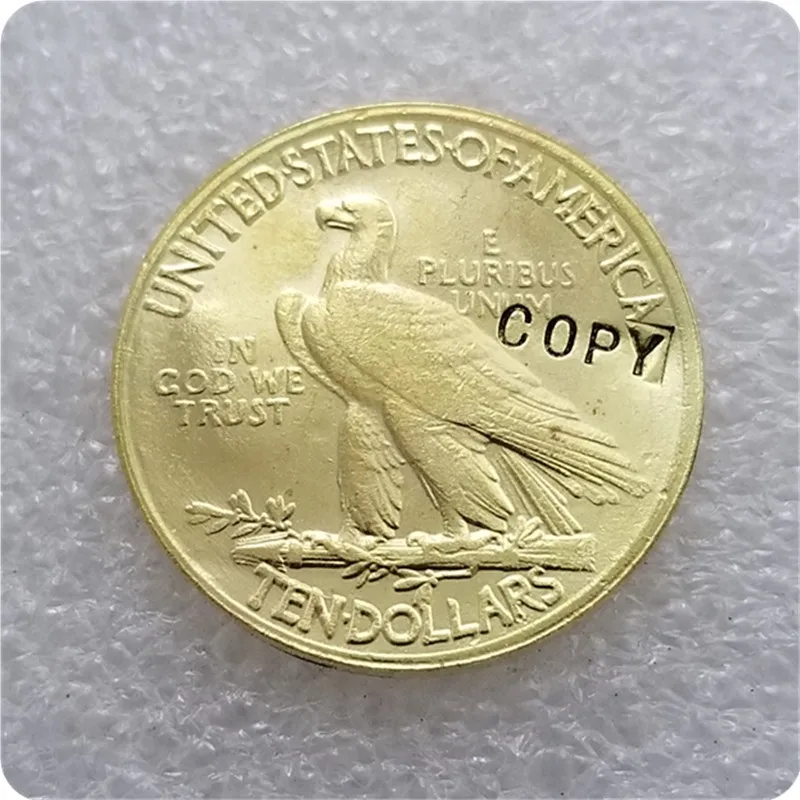 UNITED·STATES·OF·AMERICA
E
PLURIBUS
UNUM
COPY
IN
GOD WE
TRUST
TEN·DOLLARS